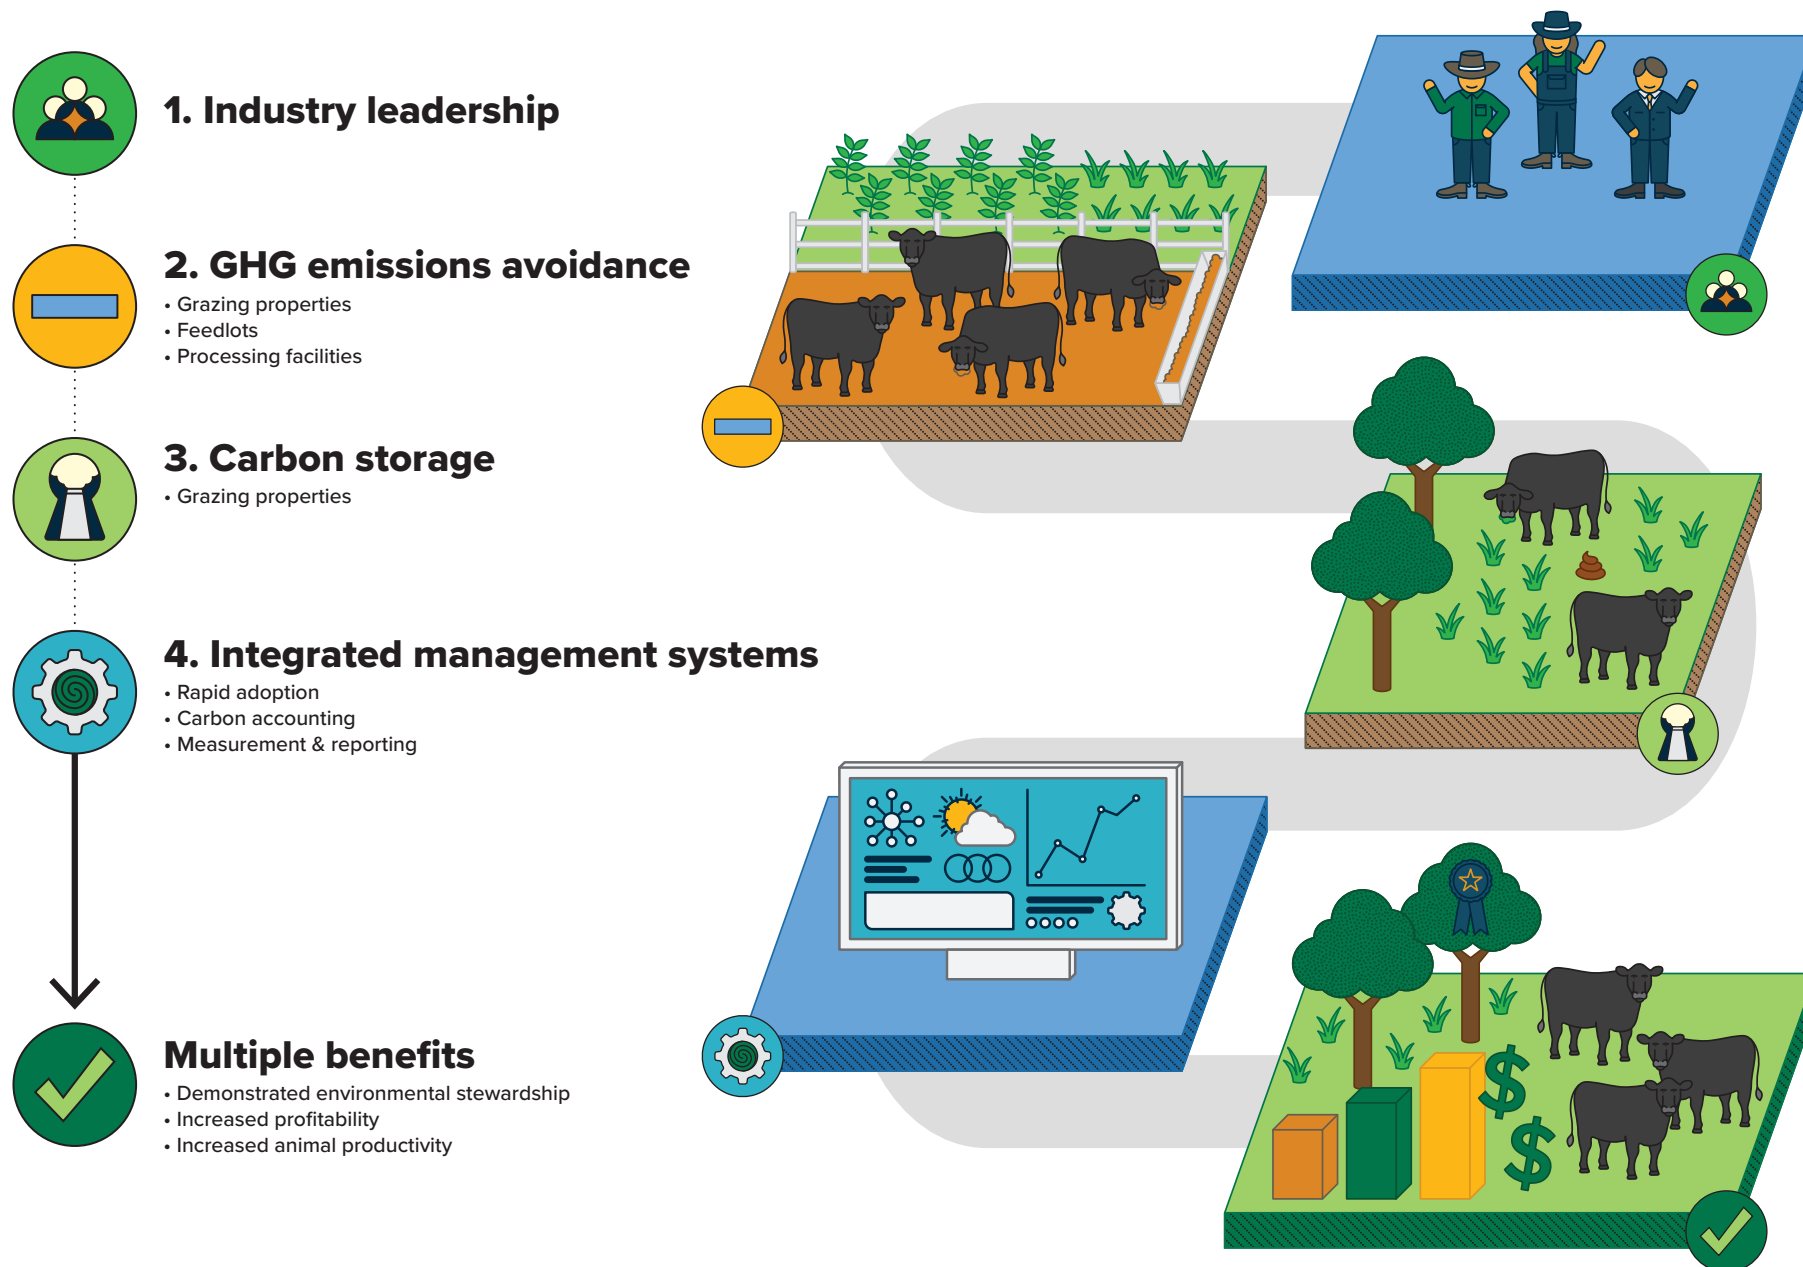 1. Industry leadership
2. GHG emissions avoidance
• Grazing properties
• Feedlots
• Processing facilities
3. Carbon storage
• Grazing properties
4. Integrated management systems
• Rapid adoption
• Carbon accounting
• Measurement & reporting
Multiple benefits
• Demonstrated environmental stewardship
• Increased profitability
• Increased animal productivity
$
$